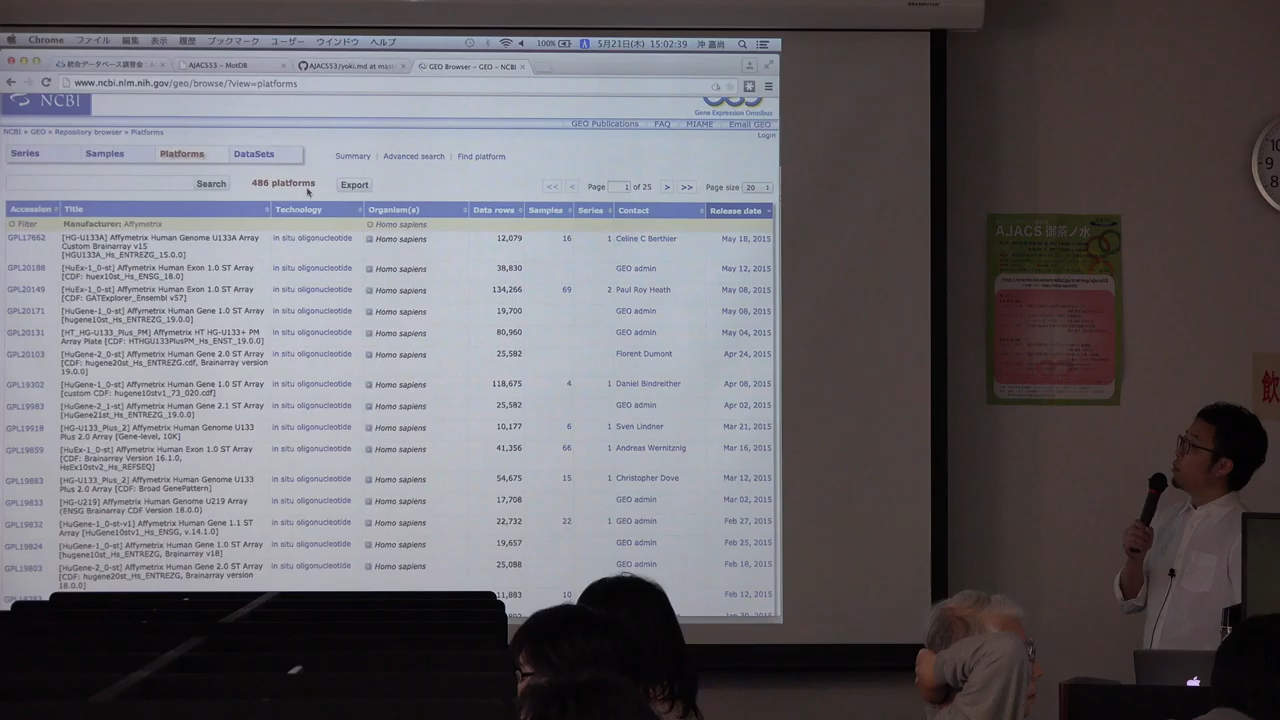 Chrome ファイル 編集 表示 履歴 ブックマーク ユーザー ウインドウ ヘルプ 100% A 5月21日(木) 15:02:39 沖 嘉尚
統合データベース講習会: A AJACS53 – MotDB AJACS53/yoki.md at mast GEO Browser – GEO – NCBI
www.ncbi.nlm.nih.gov/geo/browse/?view=platforms
NCBI
Gene Expression Omnibus
GEO Publications FAQ MIAME Email GEO
NCBI » GEO » Repository browser » Platforms
Login
Series Samples Platforms DataSets Summary | Advanced search | Find platform
Search 486 platforms Export << < Page 1 of 25 > >> Page size 20
Accession Title Technology Organism(e) Data rows Samples Series Contact Release date
Filter Manufacturer: Affymetrix Homo sapiens
GPL17662 [HG-U133A] Affymetrix Human Genome U133A Array in situ oligonucleotide Homo sapiens 12,079 16 1 Celine C Berthier May 18, 2015
Custom Brainarray v15
[HGU133A_Hs_ENTREZG_15.0.0]
GPL20188 [HuEx-1_0-st] Affymetrix Human Exon 1.0 ST Array in situ oligonucleotide Homo sapiens 38,830 GEO admin May 12, 2015
[CDF: huex10st_Hs_ENSG_18.0]
GPL20149 [HuEx-1_0-st] Affymetrix Human Exon 1.0 ST Array in situ oligonucleotide Homo sapiens 134,266 69 2 Paul Roy Heath May 08, 2015
[CDF: GATExplorer_Ensembl v57]
GPL20171 [HuGene-1_0-st] Affymetrix Human Gene 1.0 ST Array in situ oligonucleotide Homo sapiens 19,700 GEO admin May 08, 2015
[hugene10st_Hs_ENTREZG_19.0.0]
GPL20131 [HT_HG-U133_Plus_PM] Affymetrix HT HG-U133+ PM in situ oligonucleotide Homo sapiens 80,960 GEO admin May 04, 2015
Array Plate [CDF: HTHGU133PlusPM_Hs_ENST_19.0.0]
GPL20103 [HuGene-2_0-st] Affymetrix Human Gene 2.0 ST Array in situ oligonucleotide Homo sapiens 25,582 Florent Dumont Apr 24, 2015
[CDF: hugene20st_Hs_ENTREZG.cdf, Brainarray version
19.0.0]
GPL19302 [HuGene-1_0-st] Affymetrix Human Gene 1.0 ST Array in situ oligonucleotide Homo sapiens 118,675 4 1 Daniel Bindreither Apr 08, 2015
[custom CDF: hugene10stv1_73_020.cdf]
GPL19983 [HuGene-2_1-st] Affymetrix Human Gene 2.1 ST Array in situ oligonucleotide Homo sapiens 25,582 GEO admin Apr 02, 2015
[HuGene21st_Hs_ENTREZG_19.0.0]
GPL19918 [HG-U133_Plus_2] Affymetrix Human Genome U133 in situ oligonucleotide Homo sapiens 10,177 6 1 Sven Lindner Mar 21, 2015
Plus 2.0 Array [Gene-level, 10K]
GPL19859 [HuEx-1_0-st] Affymetrix Human Exon 1.0 ST Array in situ oligonucleotide Homo sapiens 41,356 66 1 Andreas Wernitznig Mar 16, 2015
[CDF: Brainarray Version 16.1.0,
HsEx10stv2_Hs_REFSEQ]
GPL19883 [HG-U133_Plus_2] Affymetrix Human Genome U133 in situ oligonucleotide Homo sapiens 54,675 15 1 Christopher Dove Mar 12, 2015
Plus 2.0 Array [CDF: Broad GenePattern]
GPL19833 [HG-U219] Affymetrix Human Genome U219 Array in situ oligonucleotide Homo sapiens 17,708 GEO admin Mar 02, 2015
(ENSG Brainarray CDF Version 18.0.0)
GPL19832 [HuGene-1_0-st-v1] Affymetrix Human Gene 1.1 ST in situ oligonucleotide Homo sapiens 22,732 22 1 GEO admin Feb 27, 2015
Array [HuGene10stv1_Hs_ENSG, v.14.1.0]
GPL19824 [HuGene-1_0-st] Affymetrix Human Gene 1.0 ST Array in situ oligonucleotide Homo sapiens 19,657 GEO admin Feb 25, 2015
[hugene10st_Hs_ENTREZG, Brainarray v18]
GPL19803 [HuGene-2_0-st] Affymetrix Human Gene 2.0 ST Array in situ oligonucleotide Homo sapiens 25,088 GEO admin Feb 18, 2015
[CDF: hugene20st_Hs_ENTREZG, Brainarray version
18.0.0]
11,883 10 Feb 12, 2015
AJACS 御茶ノ水
飲
10
9
8